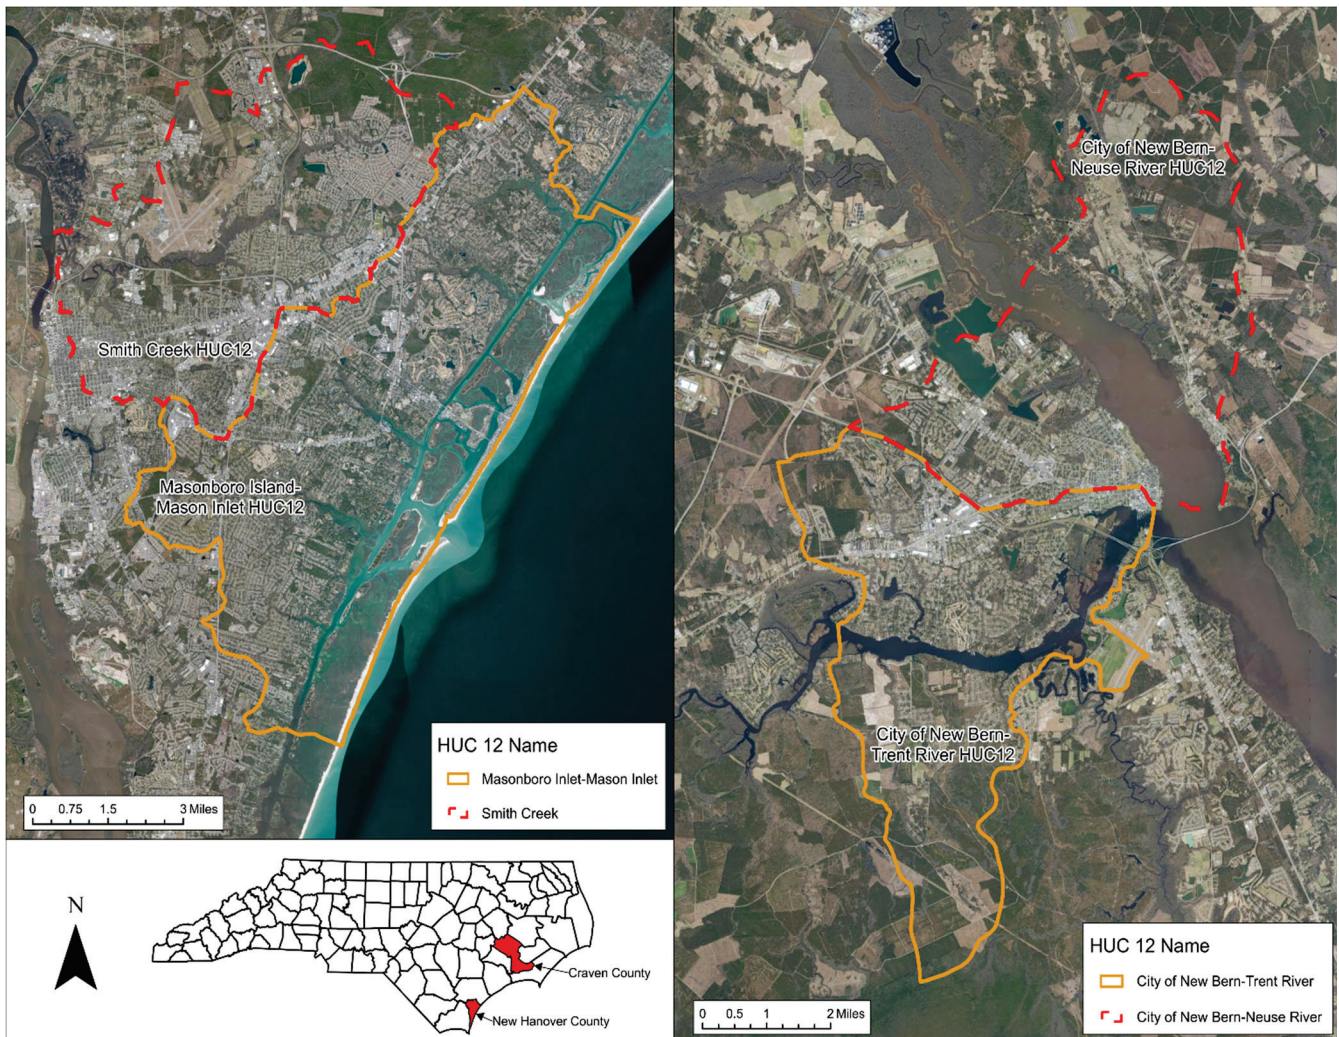 Smith Creek HUC12
Masonboro Island-
Mason Inlet HUC12
HUC 12 Name
Masonboro Inlet-Mason Inlet
Smith Creek
0 0.75 1.5 3 Miles
N
Craven County
New Hanover County
City of New Bern-
Neuse River HUC12
City of New Bern-
Trent River HUC12
HUC 12 Name
City of New Bern-Trent River
City of New Bern-Neuse River
0 0.5 1 2 Miles